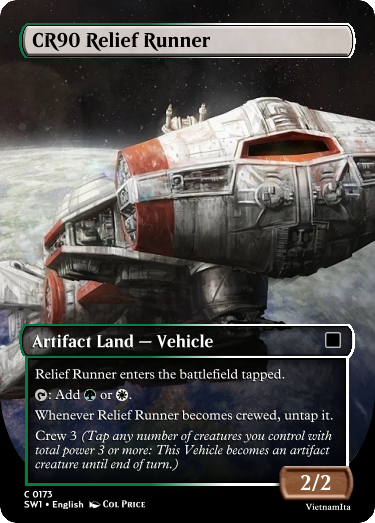 CR90 Relief Runner
Artifact Land — Vehicle
Relief Runner enters the battlefield tapped.
: Add or .
Whenever Relief Runner becomes crewed, untap it.
Crew 3 (Tap any number of creatures you control with
total power 3 or more: This Vehicle becomes an artifact
creature until end of turn.)
2/2
C 0173
SW1 • English Col Price
VietnamIta